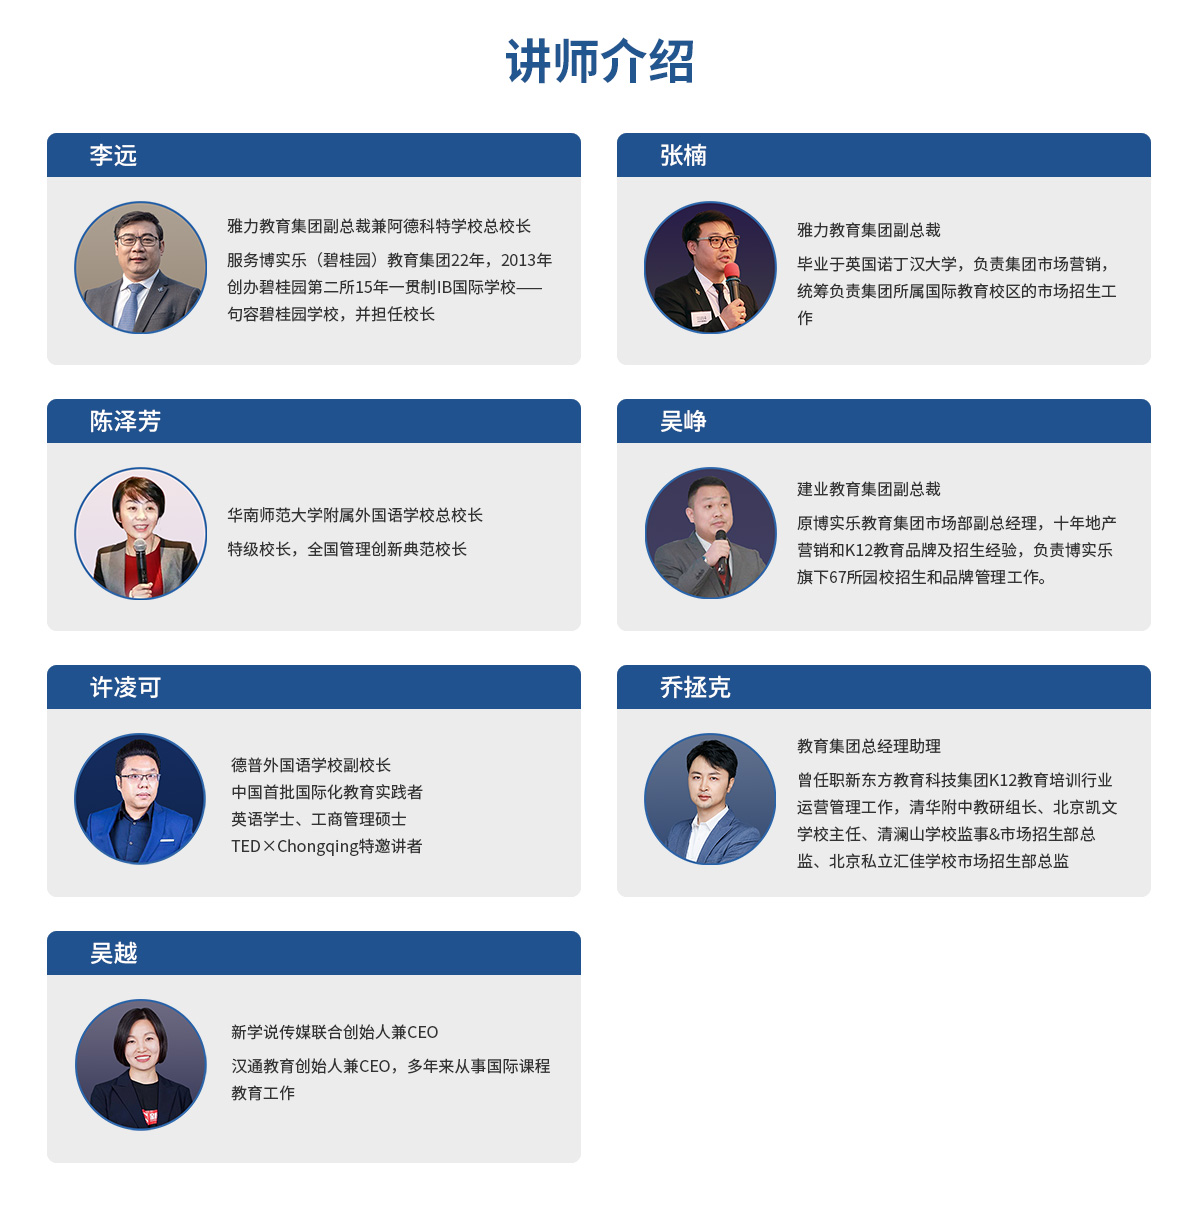 讲师介绍
李远
雅力教育集团副总裁兼阿德科特学校总校长
服务博实乐（碧桂园）教育集团22年，2013年
创办碧桂园第二所15年一贯制IB国际学校——
句容碧桂园学校，并担任校长
张楠
雅力教育集团副总裁
毕业于英国诺丁汉大学，负责集团市场营销，
统筹负责集团所属国际教育校区的市场招生工
作
陈泽芳
华南师范大学附属外国语学校总校长
特级校长，全国管理创新典范校长
吴峥
建业教育集团副总裁
原博实乐教育集团市场部副总经理，十年地产
营销和K12教育品牌及招生经验，负责博实乐
旗下67所园校招生和品牌管理工作。
许凌可
德普外国语学校副校长
中国首批国际化教育实践者
英语学士、工商管理硕士
TED×Chongqing特邀讲者
乔拯克
教育集团总经理助理
曾任职新东方教育科技集团K12教育培训行业
运营管理工作，清华附中教研组长、北京凯文
学校主任、清澜山学校监事&市场招生部总
监、北京私立汇佳学校市场招生部总监
吴越
新学说传媒联合创始人兼CEO
汉通教育创始人兼CEO，多年来从事国际课程
教育工作